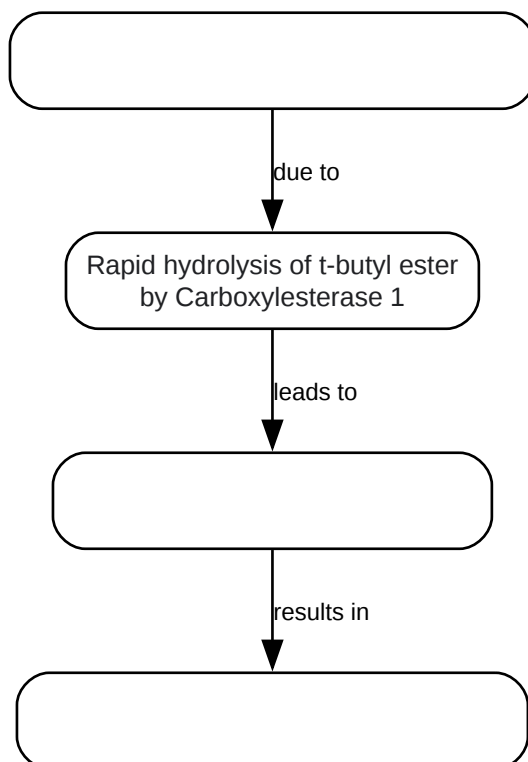 due to
Rapid hydrolysis of t-butyl ester
by Carboxylesterase 1
leads to
results in